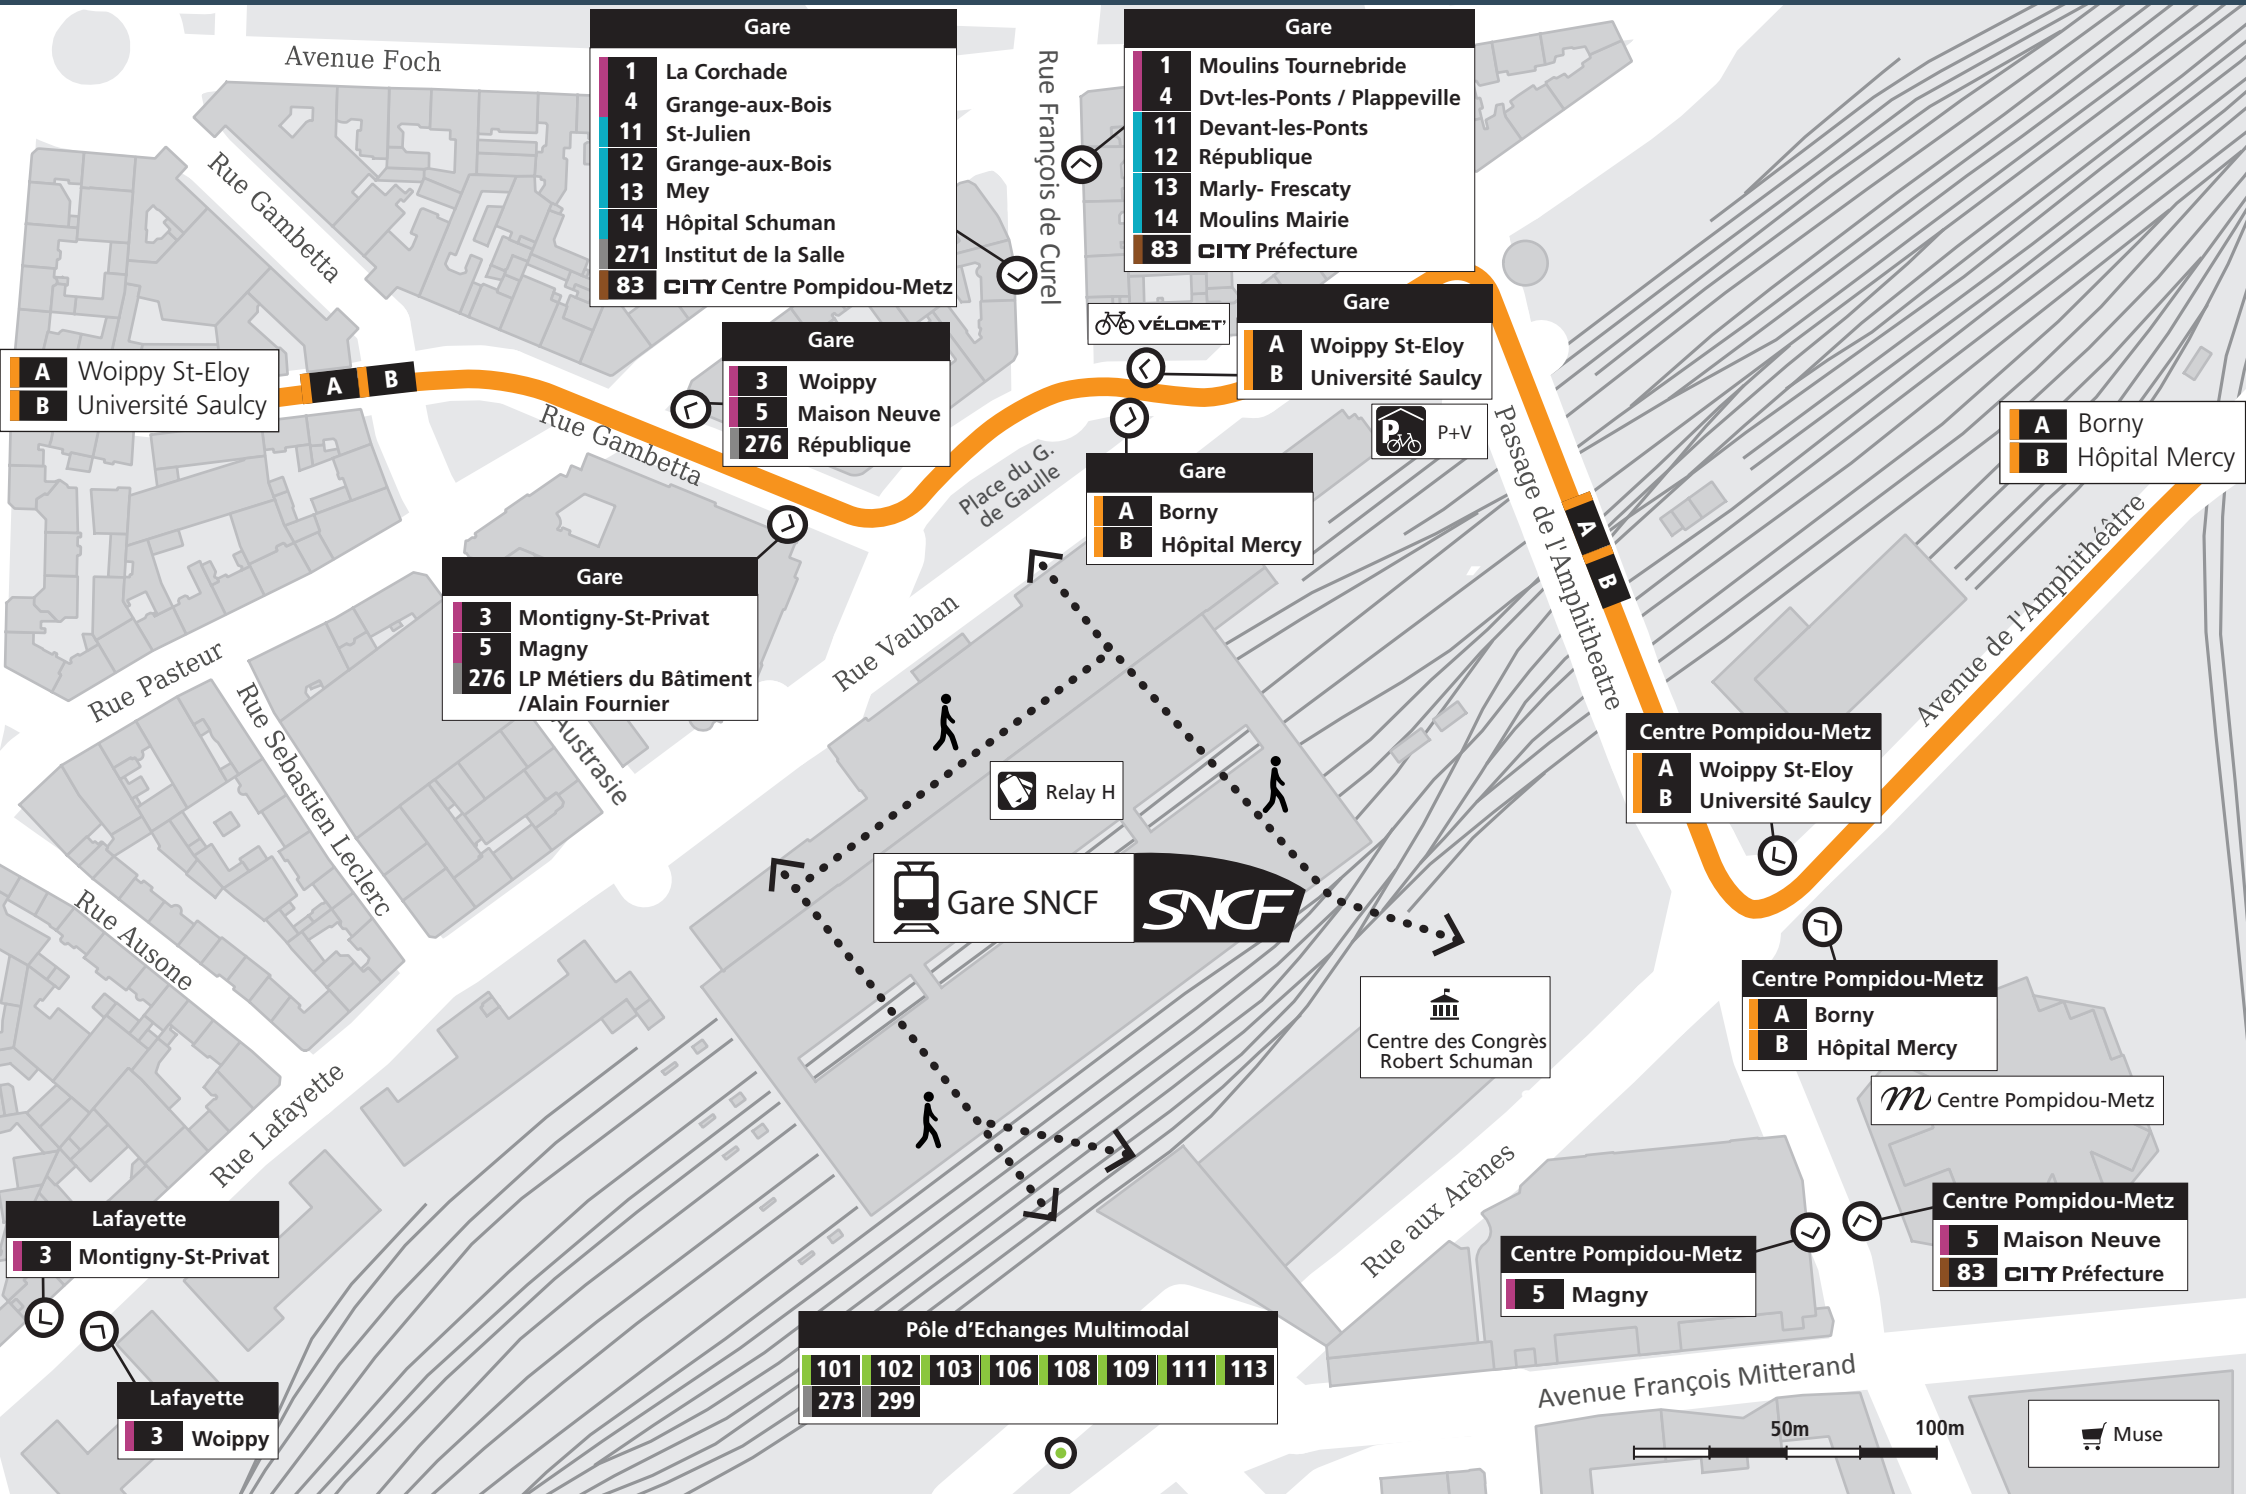 Avenue Foch
Rue Gambetta
Gare
1 La Corchade
4 Grange-aux-Bois
11 St-Julien
12 Grange-aux-Bois
13 Mey
14 Hôpital Schuman
271 Institut de la Salle
83 CITY Centre Pompidou-Metz
Rue François de Curel
Gare
1 Moulins Tournebride
4 Dvt-les-Ponts / Plappeville
11 Devant-les-Ponts
12 République
13 Marly- Frescaty
14 Moulins Mairie
83 CITY Préfecture
VÉLOMET'
Gare
A Woippy St-Eloy
B Université Saulcy
P P+V
A Woippy St-Eloy
B Université Saulcy
A B
Rue Gambetta
Gare
3 Woippy
5 Maison Neuve
276 République
Place du G.
de Gaulle
Gare
A Borny
B Hôpital Mercy
Passage de l'Amphitheatre
A B
A Borny
B Hôpital Mercy
Avenue de l'Amphithéâtre
Gare
3 Montigny-St-Privat
5 Magny
276 LP Métiers du Bâtiment
/Alain Fournier
Rue Vauban
Rue Pasteur
Rue Sebastien Leclerc
Austrasie
Relay H
Gare SNCF
SNCF
Centre Pompidou-Metz
A Woippy St-Eloy
B Université Saulcy
Rue Ausone
Centre des Congrès
Robert Schuman
Centre Pompidou-Metz
A Borny
B Hôpital Mercy
m Centre Pompidou-Metz
Rue Lafayette
Rue aux Arènes
Lafayette
3 Montigny-St-Privat
Lafayette
3 Woippy
Centre Pompidou-Metz
5 Magny
Centre Pompidou-Metz
5 Maison Neuve
83 CITY Préfecture
Pôle d'Echanges Multimodal
101 102 103 106 108 109 111 113
273 299
Avenue François Mitterand
50m 100m
Muse